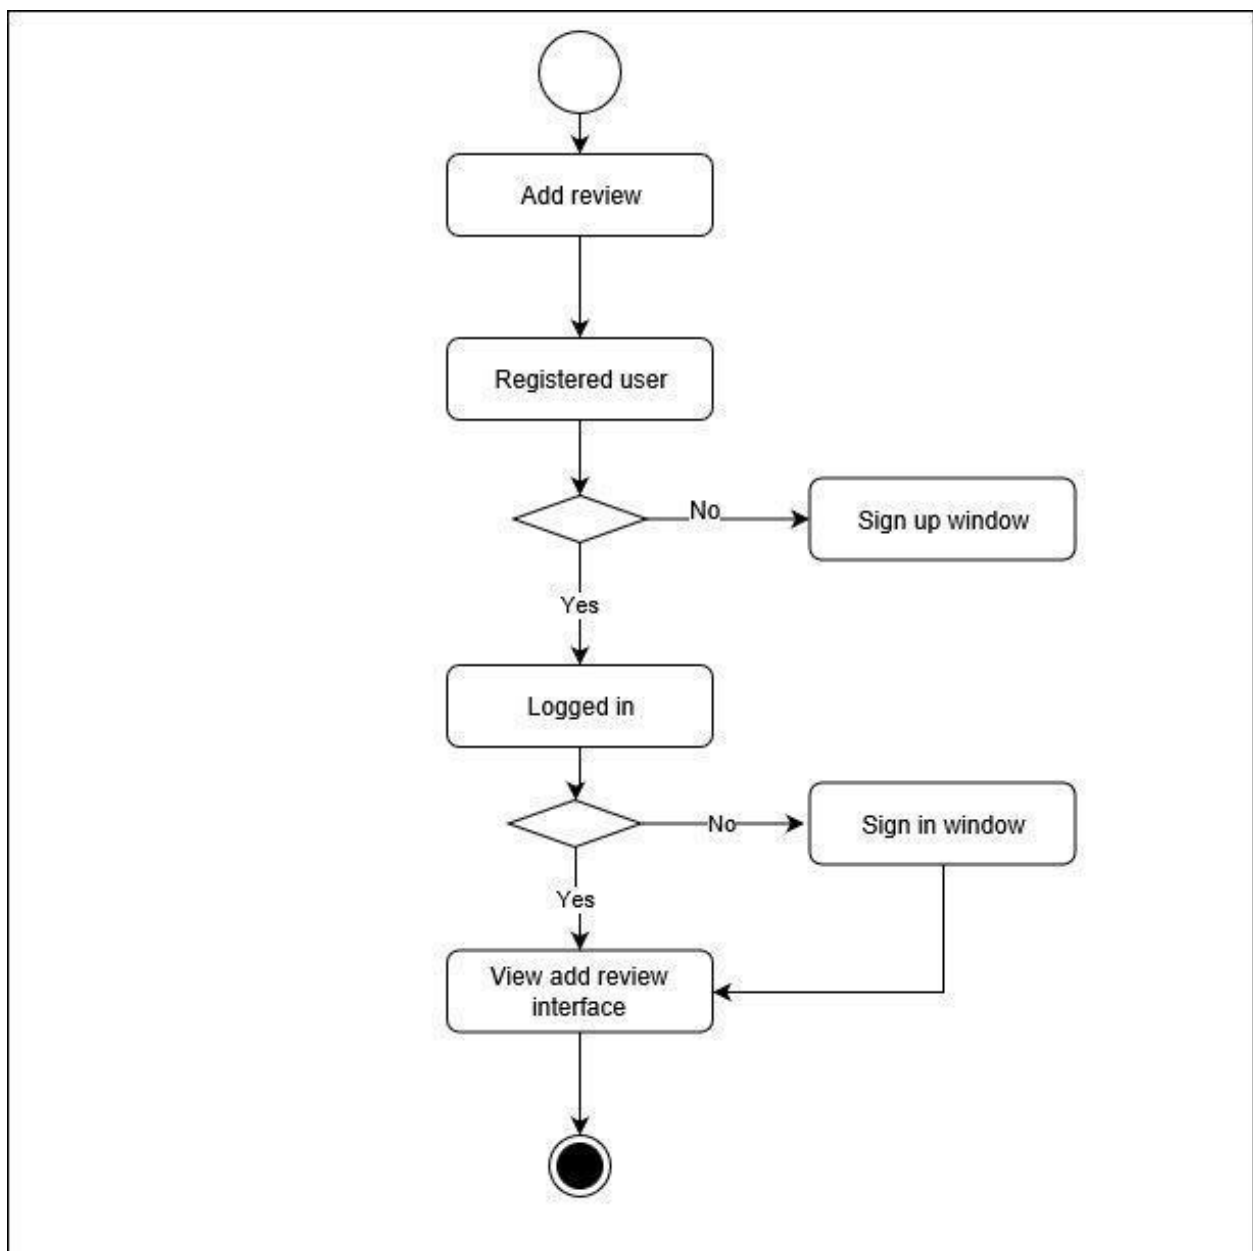 Add review
Registered user
No
Sign up window
Yes
Logged in
No
Sign in window
Yes
View add review
interface